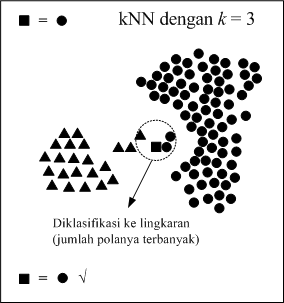 ■ = ● kNN dengan k = 3
Diklasifikasi ke lingkaran
(jumlah polanya terbanyak)
■ = ● √